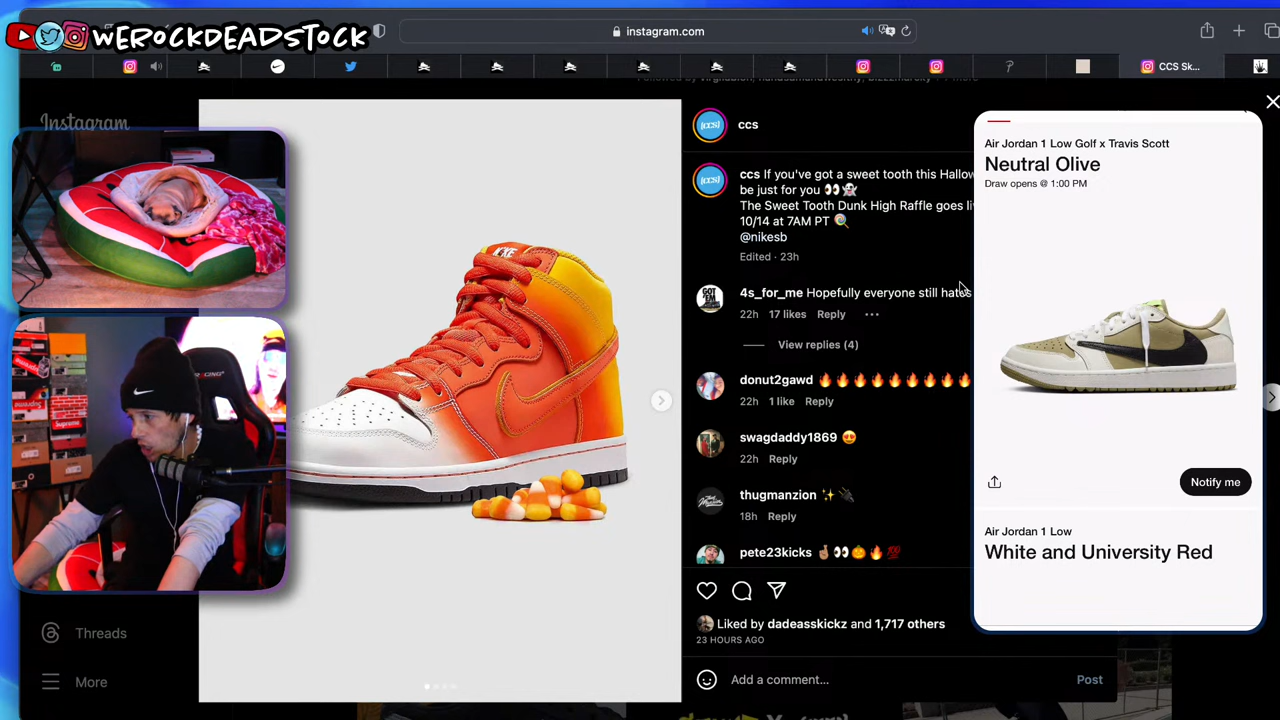 WEROCKDEADSTOCK
instagram.com
CCS Sk...
Instagram
ccs
ccs If you've got a sweet tooth this Hallow
be just for you 👀👻
The Sweet Tooth Dunk High Raffle goes li
10/14 at 7AM PT 🍭
@nikesb
Edited · 23h
4s_for_me Hopefully everyone still hates
22h 17 likes Reply ...
View replies (4)
donut2gawd 🔥🔥🔥🔥🔥🔥🔥🔥🔥
22h 1 like Reply
swagdaddy1869 😍
22h Reply
thugmanzion ✨🔌
18h Reply
pete23kicks ✌🏽👀🎃🔥💯
Liked by dadeasskickz and 1,717 others
23 HOURS AGO
Add a comment...
Post
Threads
More
Air Jordan 1 Low Golf x Travis Scott
Neutral Olive
Draw opens @ 1:00 PM
Notify me
Air Jordan 1 Low
White and University Red